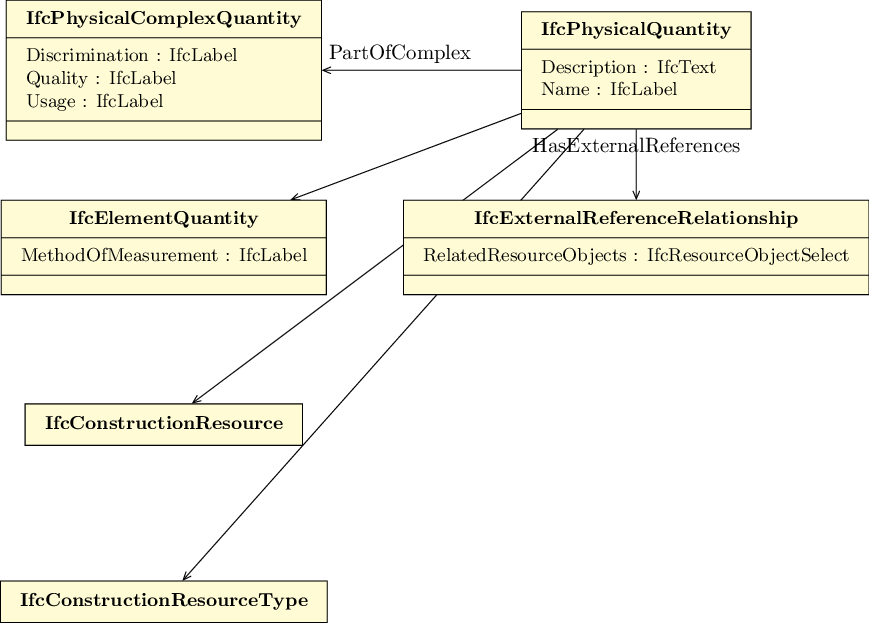 IfcPhysicalComplexQuantity
Discrimination : IfcLabel
Quality : IfcLabel
Usage : IfcLabel
PartOfComplex
IfcPhysicalQuantity
Description : IfcText
Name : IfcLabel
HasExternalReferences
IfcElementQuantity
MethodOfMeasurement : IfcLabel
IfcExternalReferenceRelationship
RelatedResourceObjects : IfcResourceObjectSelect
IfcConstructionResource
IfcConstructionResourceType